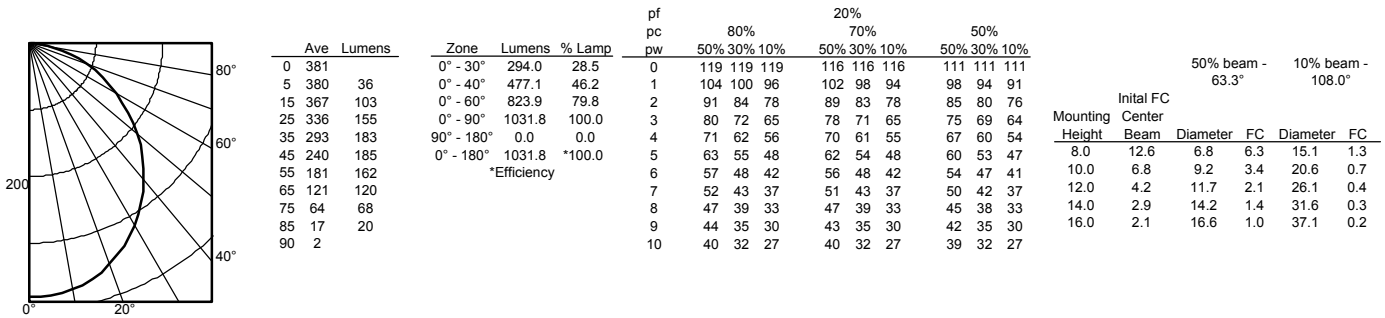 80°
60°
200
40°
0° 20°
Ave Lumens
0 381
5 380 36
15 367 103
25 336 155
35 293 183
45 240 185
55 181 162
65 121 120
75 64 68
85 17 20
90 2
Zone Lumens % Lamp
0° - 30° 294.0 28.5
0° - 40° 477.1 46.2
0° - 60° 823.9 79.8
0° - 90° 1031.8 100.0
90° - 180° 0.0 0.0
0° - 180° 1031.8 *100.0
*Efficiency
pf 20%
pc 80% 70% 50%
pw 50% 30% 10% 50% 30% 10% 50% 30% 10%
0 119 119 119 116 116 116 111 111 111
1 104 100 96 102 98 94 98 94 91
2 91 84 78 89 83 78 85 80 76
3 80 72 65 78 71 65 75 69 64
4 71 62 56 70 61 55 67 60 54
5 63 55 48 62 54 48 60 53 47
6 57 48 42 56 48 42 54 47 41
7 52 43 37 51 43 37 50 42 37
8 47 39 33 47 39 33 45 38 33
9 44 35 30 43 35 30 42 35 30
10 40 32 27 40 32 27 39 32 27
50% beam - 10% beam -
63.3° 108.0°
Inital FC
Mounting Center
Height Beam Diameter FC Diameter FC
8.0 12.6 6.8 6.3 15.1 1.3
10.0 6.8 9.2 3.4 20.6 0.7
12.0 4.2 11.7 2.1 26.1 0.4
14.0 2.9 14.2 1.4 31.6 0.3
16.0 2.1 16.6 1.0 37.1 0.2